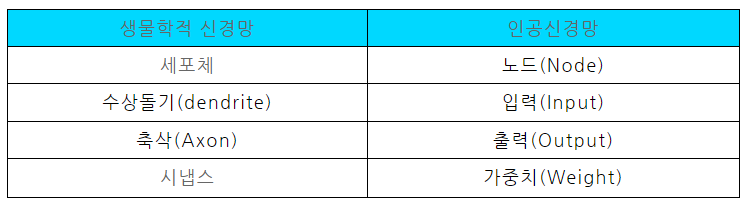 생물학적 신경망 인공신경망
세포체 노드(Node)
수상돌기(dendrite) 입력(Input)
축삭(Axon) 출력(Output)
시냅스 가중치(Weight)